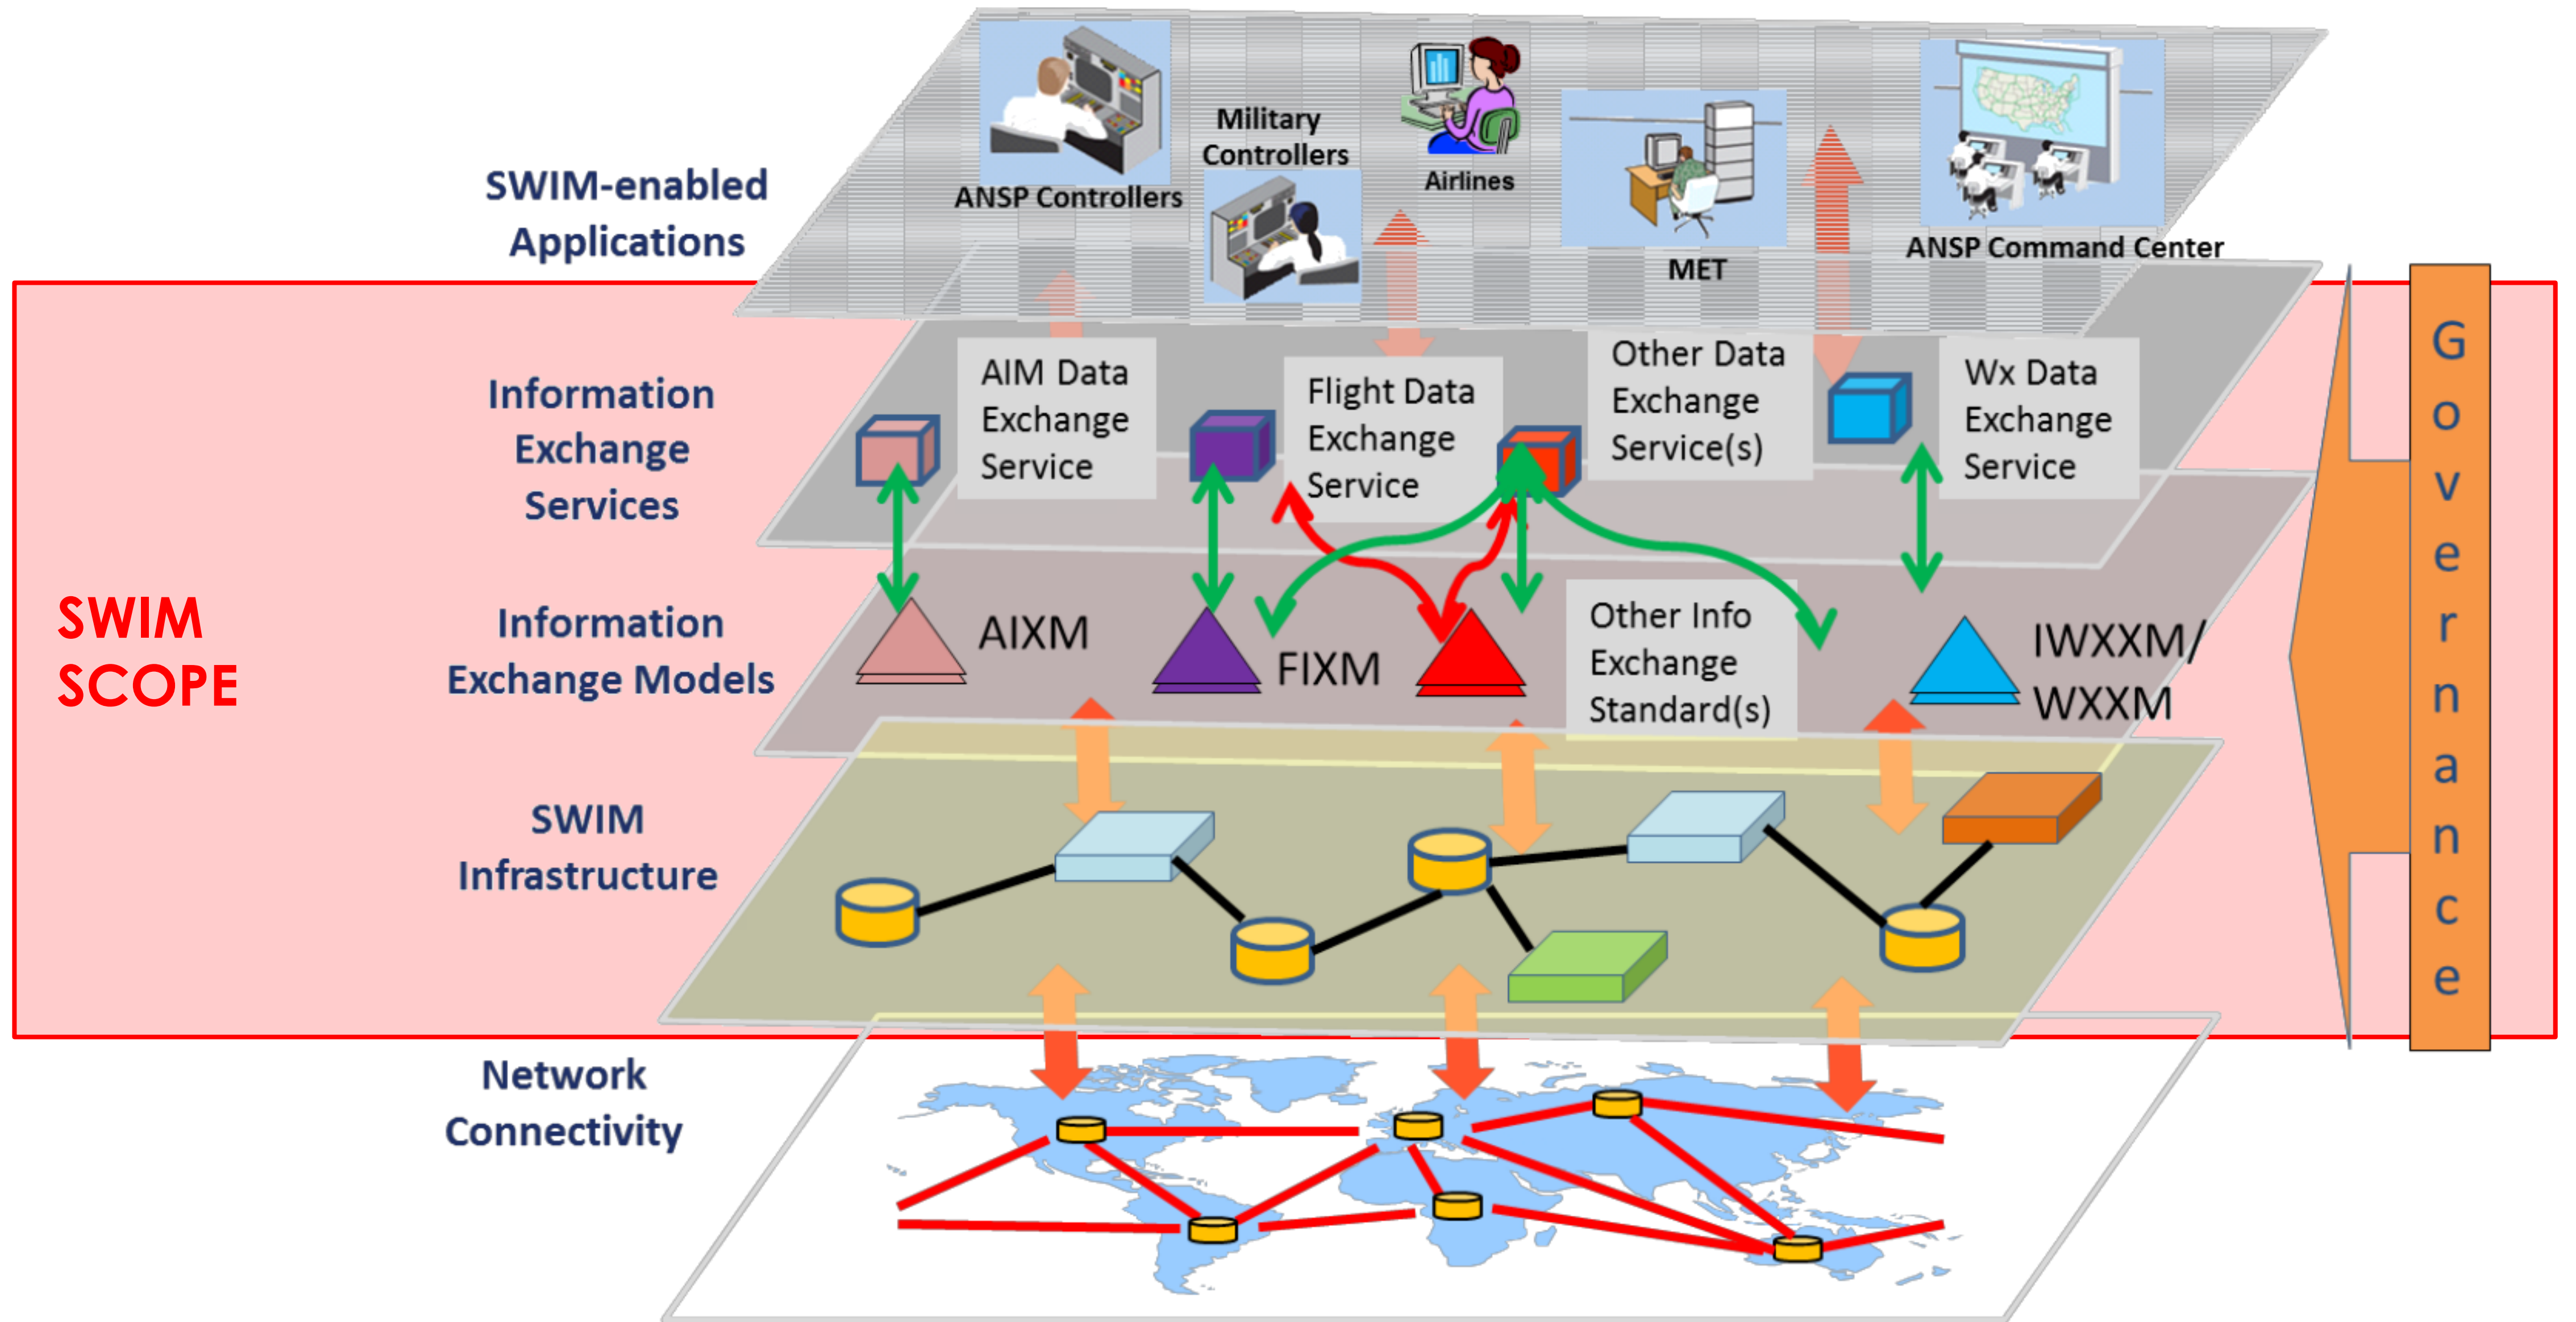 SWIM-enabled
Applications
ANSP Controllers
Military
Controllers
Airlines
MET
ANSP Command Center
SWIM
SCOPE
Information
Exchange
Services
AIM Data
Exchange
Service
Flight Data
Exchange
Service
Other Data
Exchange
Service(s)
Wx Data
Exchange
Service
Information
Exchange Models
AIXM
FIXM
Other Info
Exchange
Standard(s)
IWXXM/
WXXM
SWIM
Infrastructure
Network
Connectivity
Governance